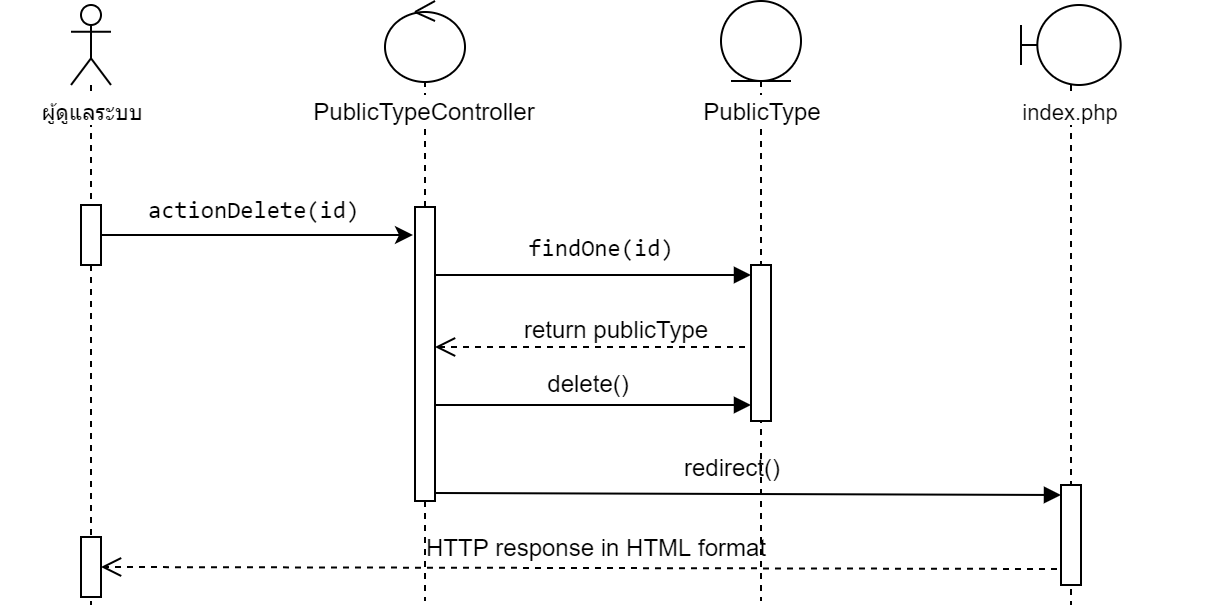 ผู้ดูแลระบบ
PublicTypeController
PublicType
index.php
actionDelete(id)
findOne(id)
return publicType
delete()
redirect()
HTTP response in HTML format